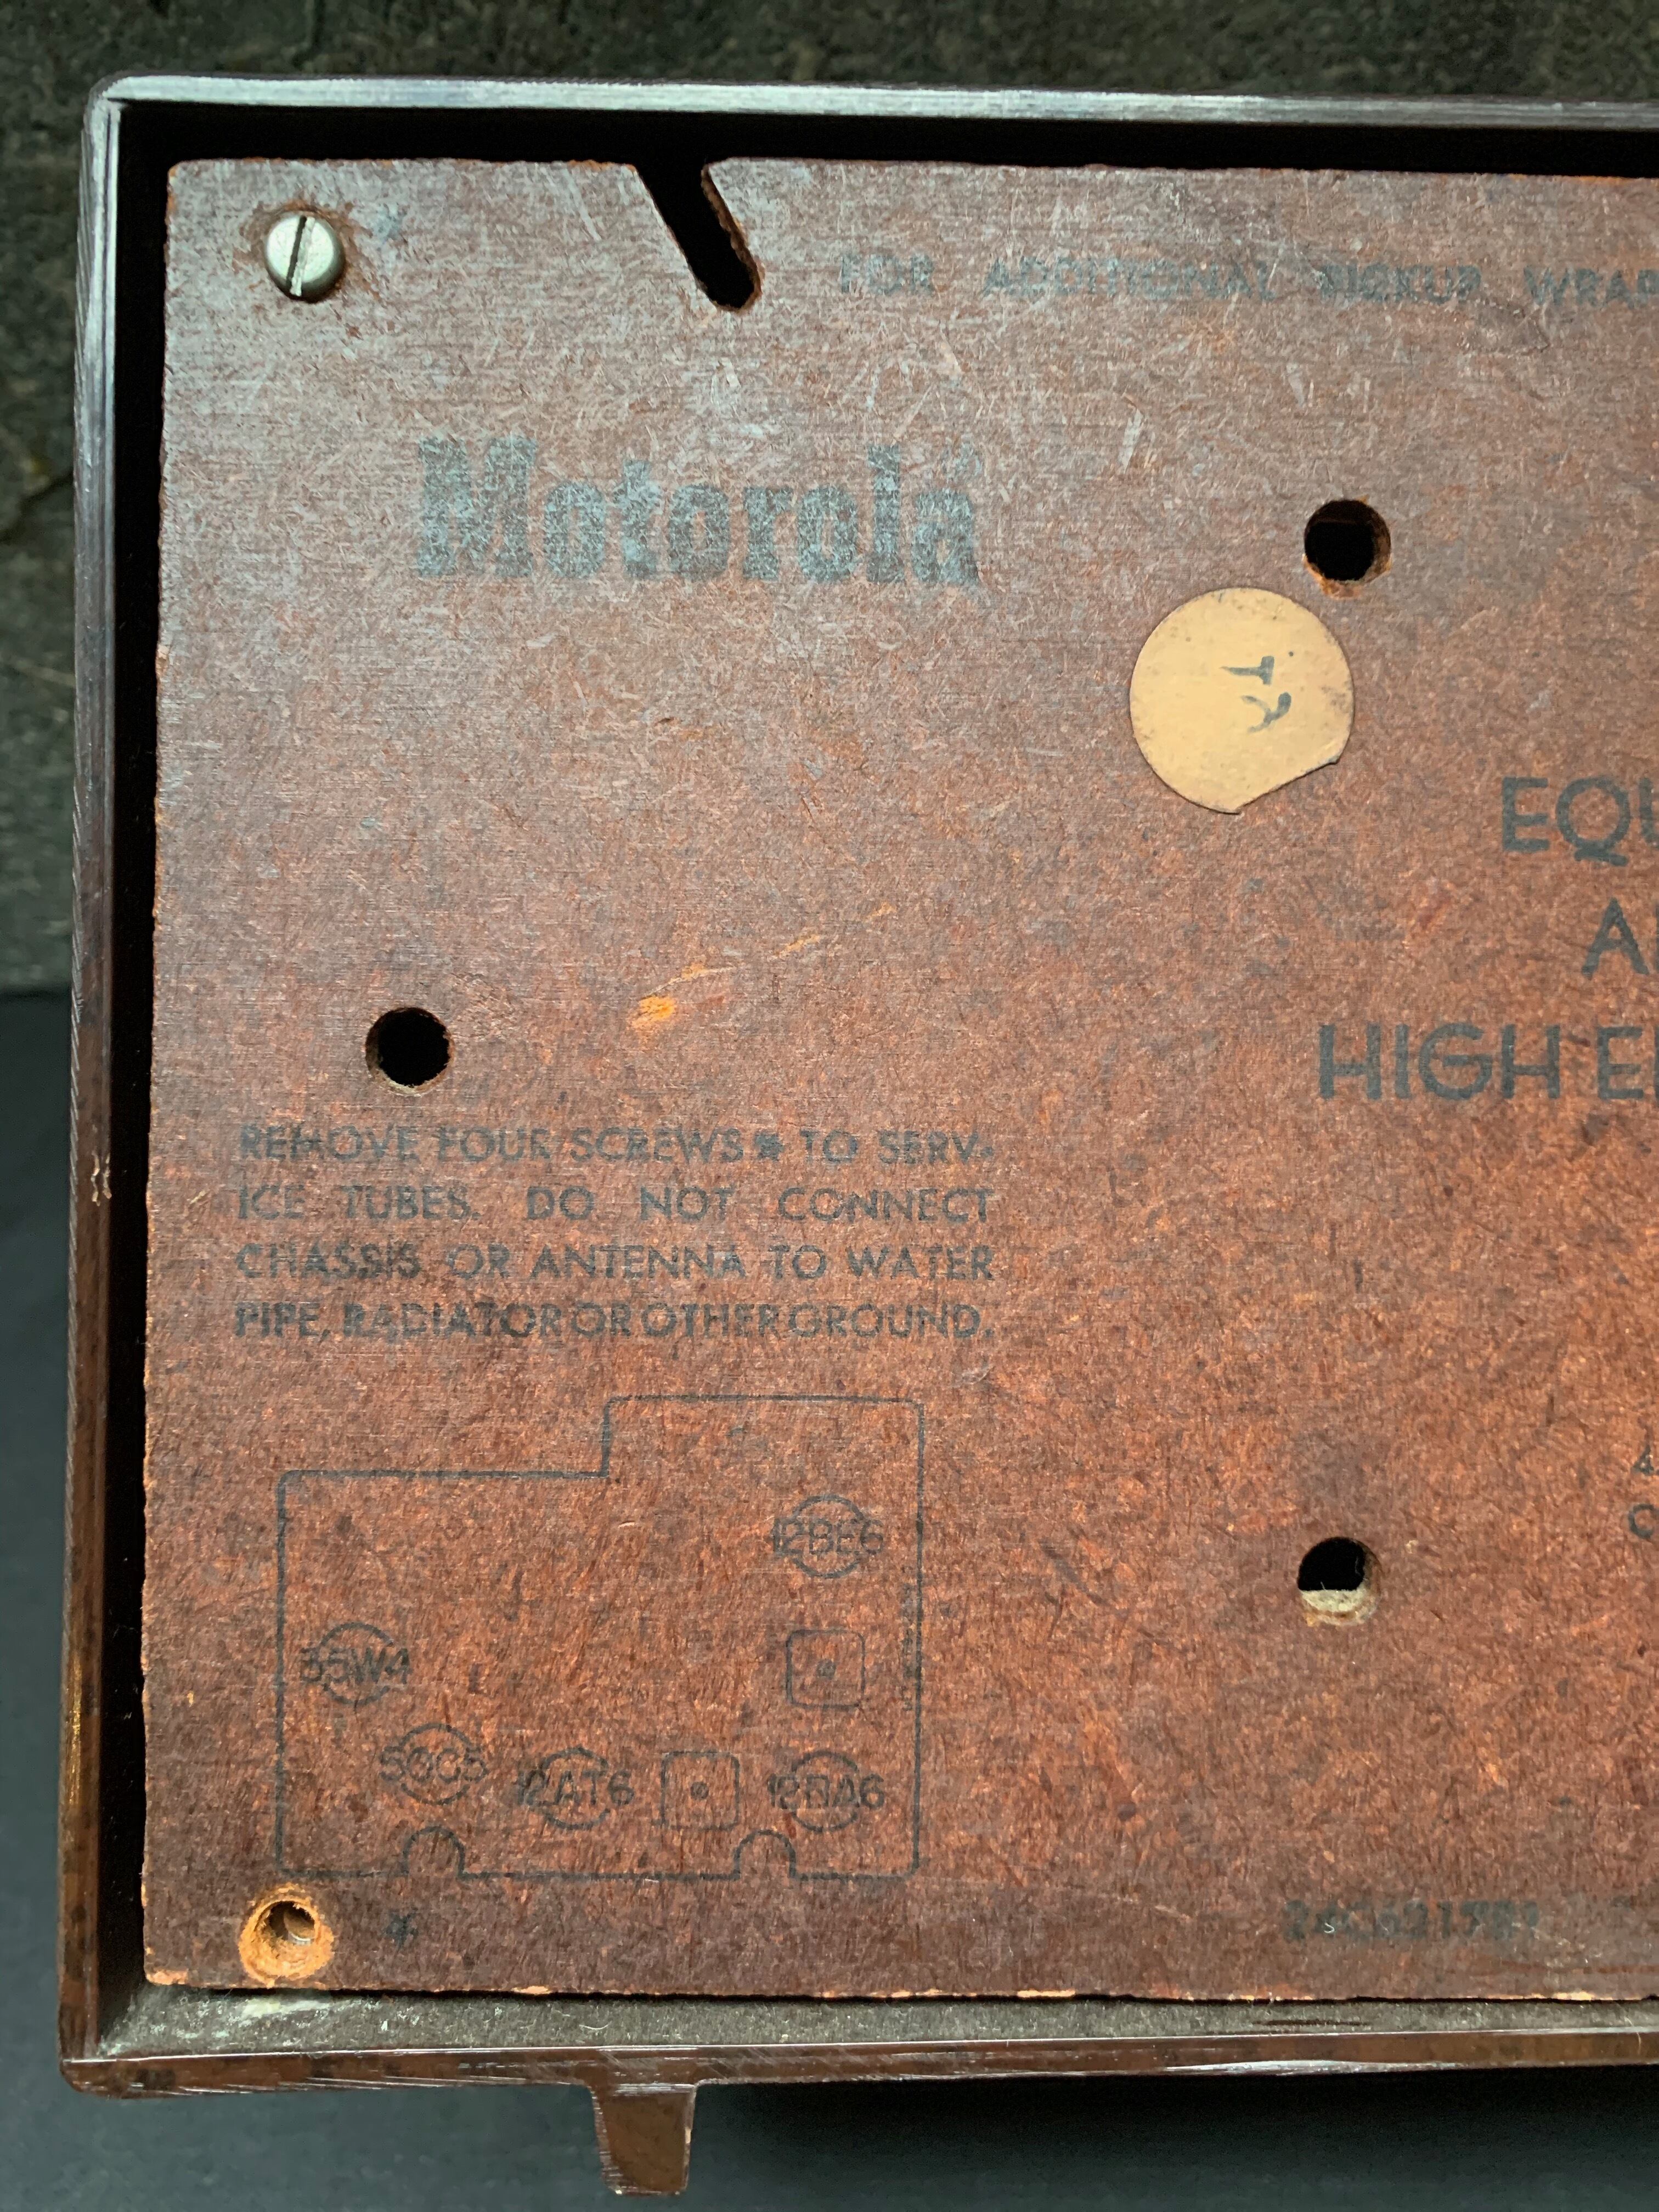 FOR ADDITIONAL PICKUP WRAP
Motorola
EQU
HIGH E
REMOVE FOUR SCREWS * TO SERV-
ICE TUBES. DO NOT CONNECT
CHASSIS OR ANTENNA TO WATER
PIPE, RADIATOR OR OTHER GROUND.
12BE6
35W4
50C5
12AT6
12BA6
*